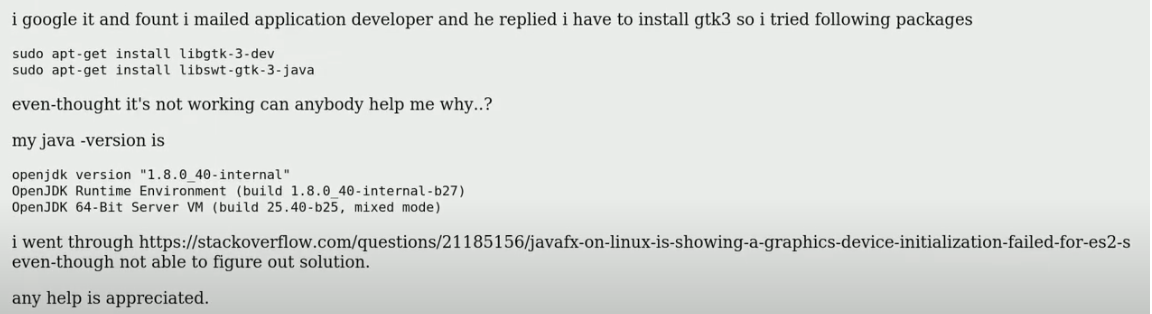 i google it and fount i mailed application developer and he replied i have to install gtk3 so i tried following packages
sudo apt-get install libgtk-3-dev
sudo apt-get install libswt-gtk-3-java
even-thought it's not working can anybody help me why..?
my java -version is
openjdk version "1.8.0_40-internal"
OpenJDK Runtime Environment (build 1.8.0_40-internal-b27)
OpenJDK 64-Bit Server VM (build 25.40-b25, mixed mode)
i went through https://stackoverflow.com/questions/21185156/javafx-on-linux-is-showing-a-graphics-device-initialization-failed-for-es2-s
even-though not able to figure out solution.
any help is appreciated.